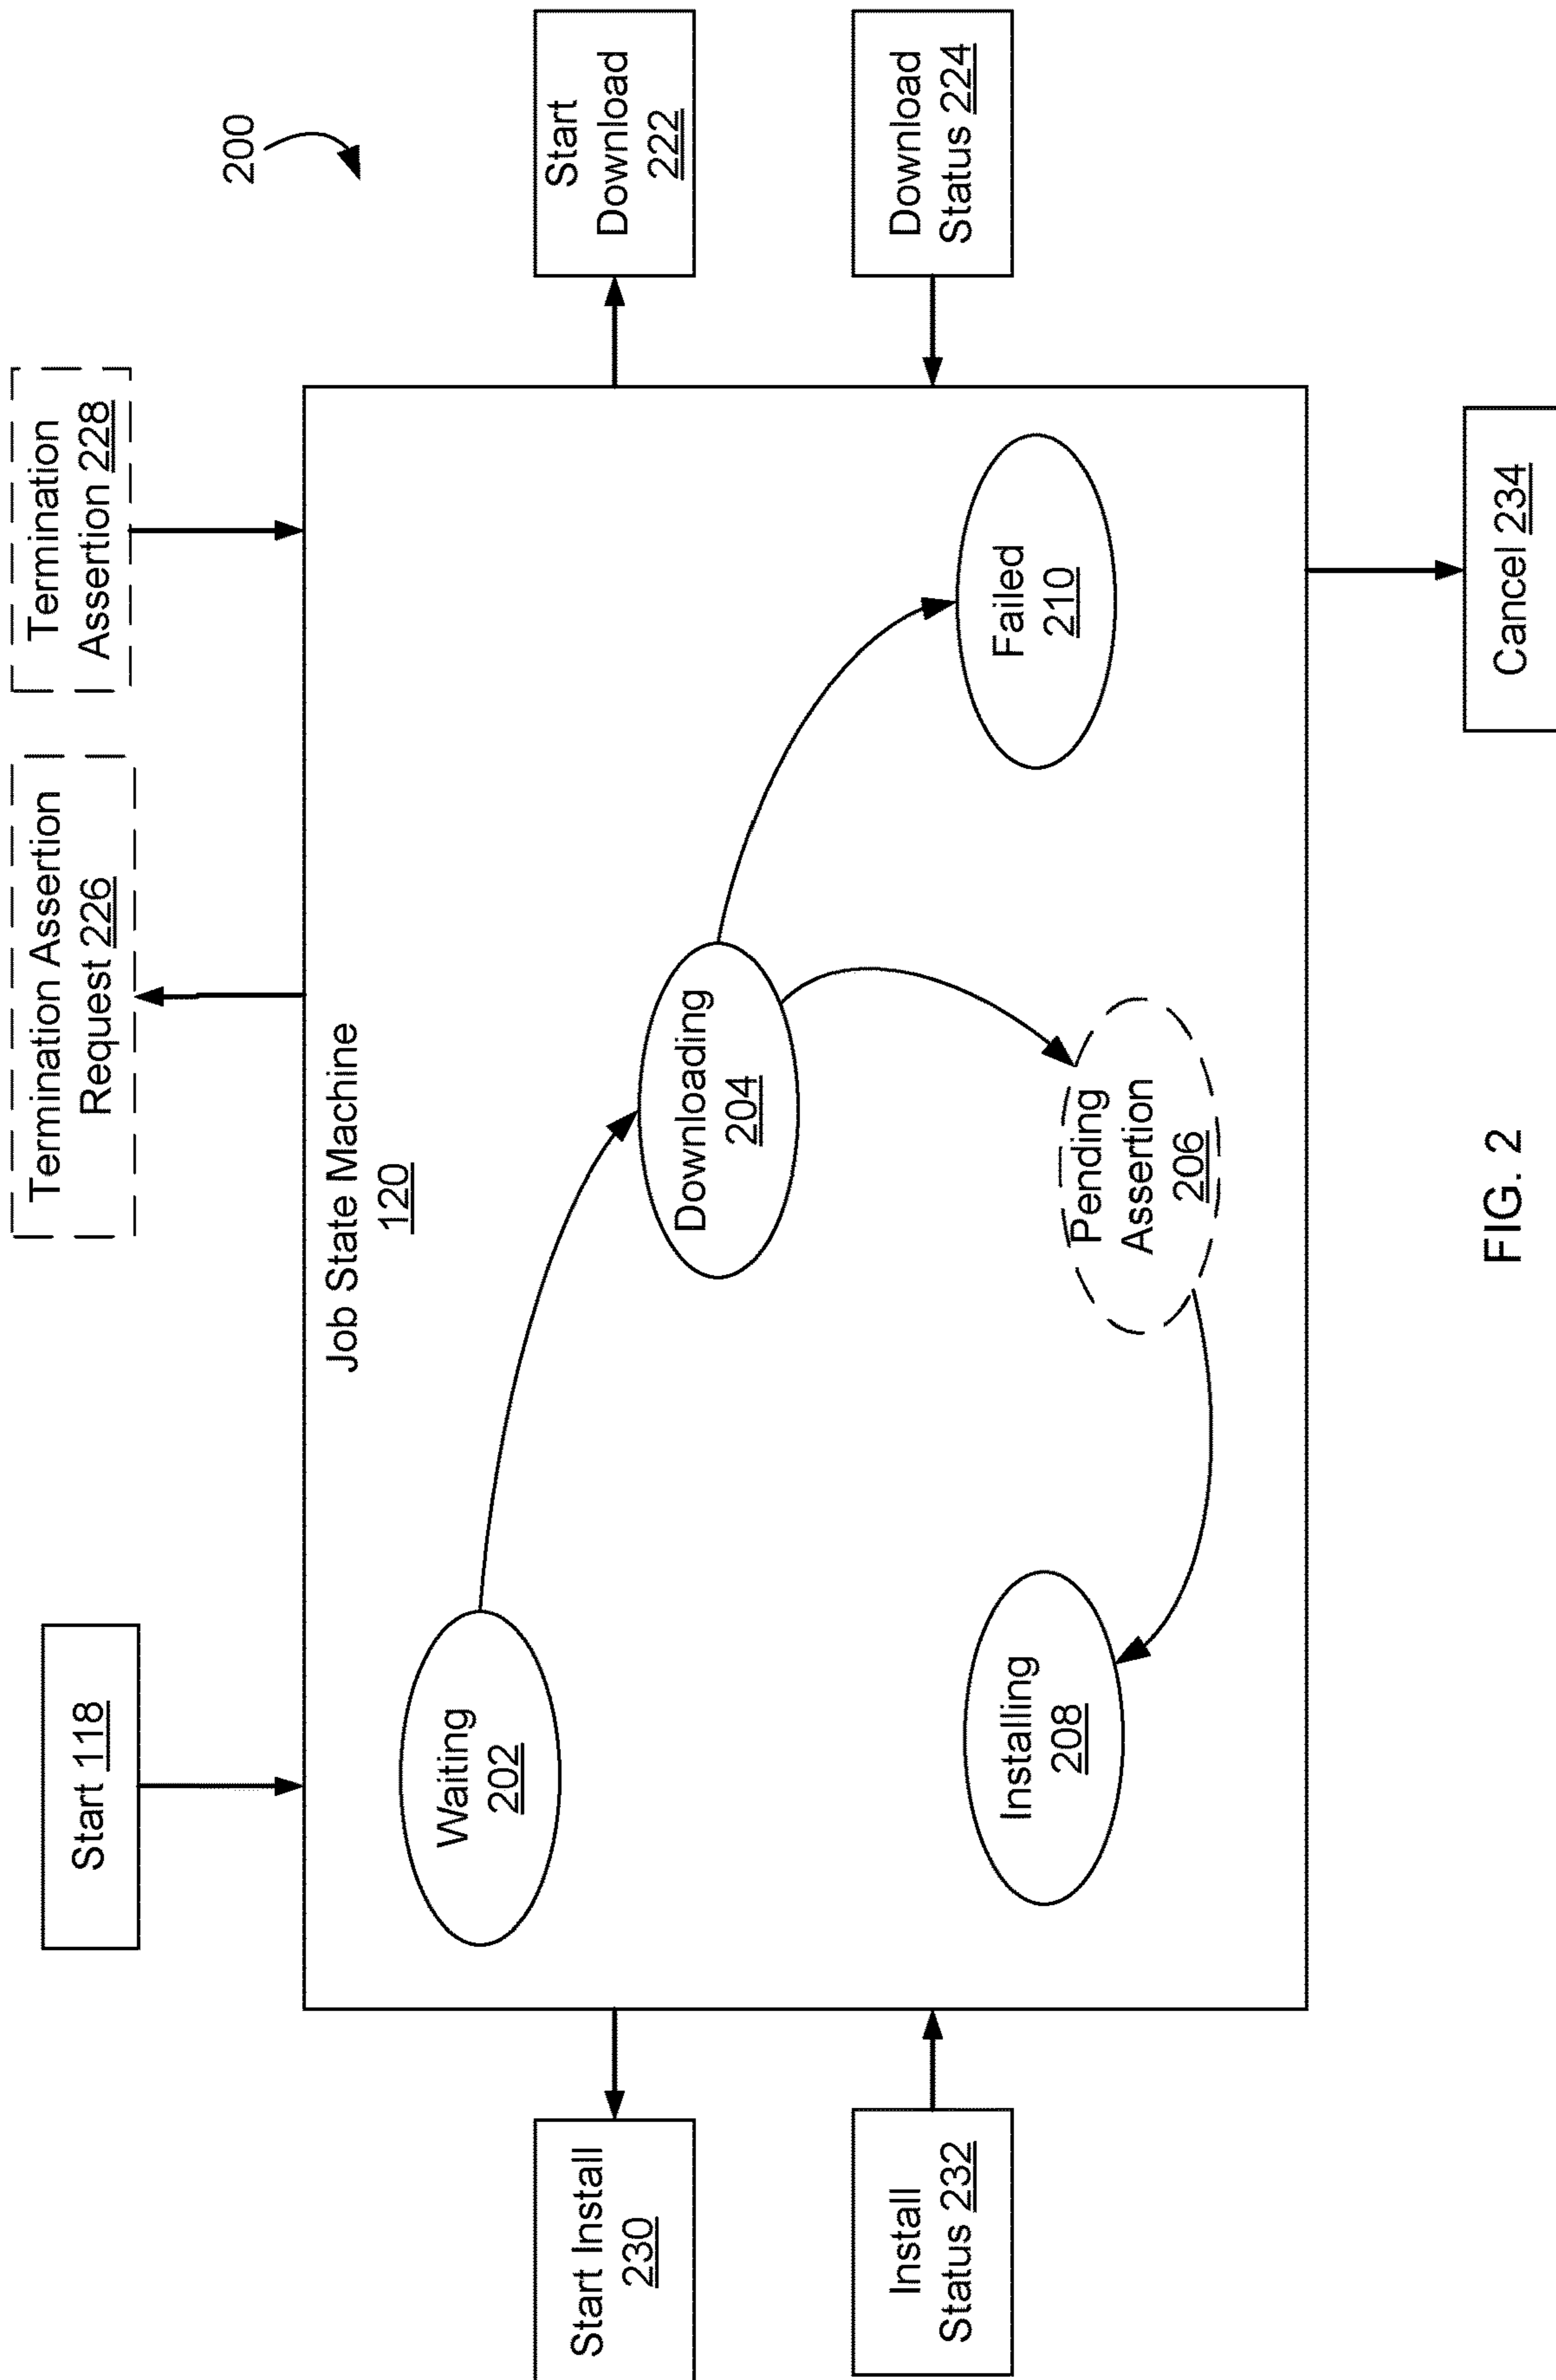 200
Start 118
Termination Assertion
Request 226
Termination
Assertion 228
Job State Machine
120
Start Install
230
Waiting
202
Downloading
204
Start
Download
222
Install
Status 232
Installing
208
Pending
Assertion
206
Failed
210
Download
Status 224
Cancel 234
FIG. 2